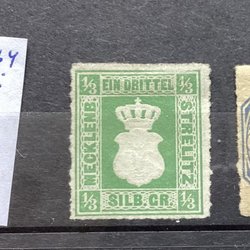 1/3 EIN DRITTEL 1/3
MECKLENB.
STRELITZ
1/3 SILB. GR. 1/3